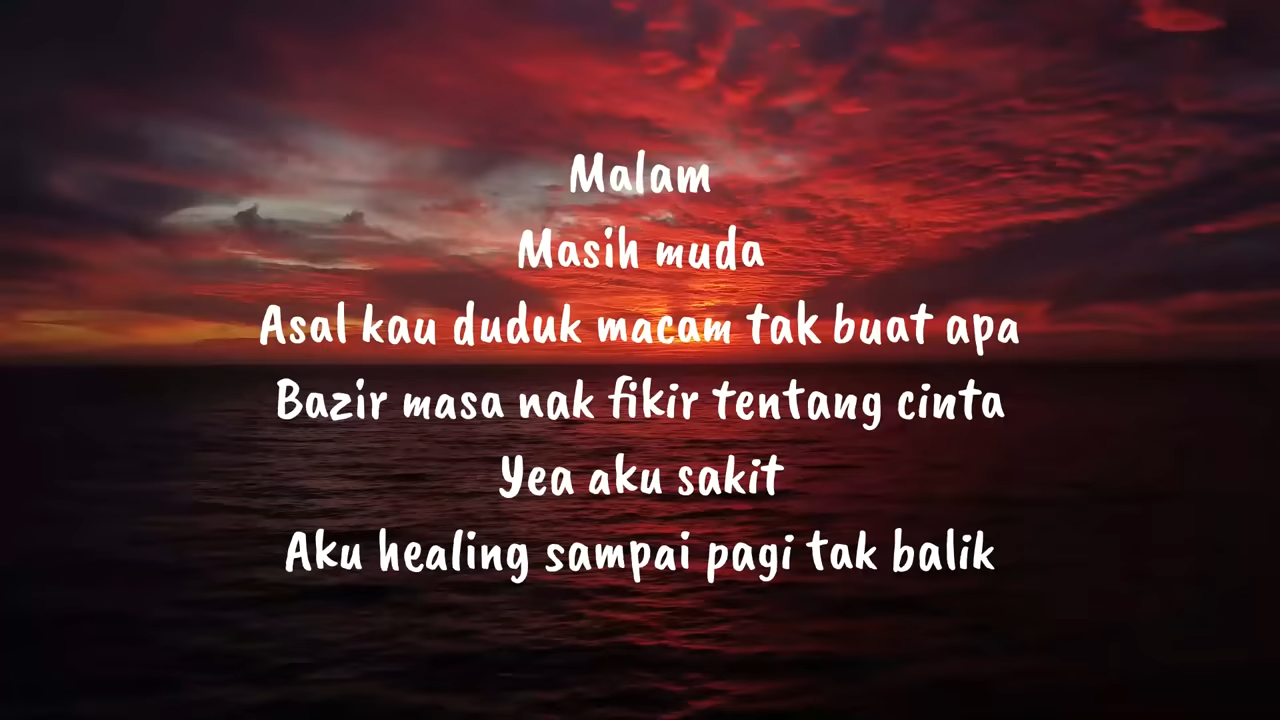 Malam
Masih muda
Asal kau duduk macam tak buat apa
Bazir masa nak fikir tentang cinta
Yea aku sakit
Aku healing sampai pagi tak balik